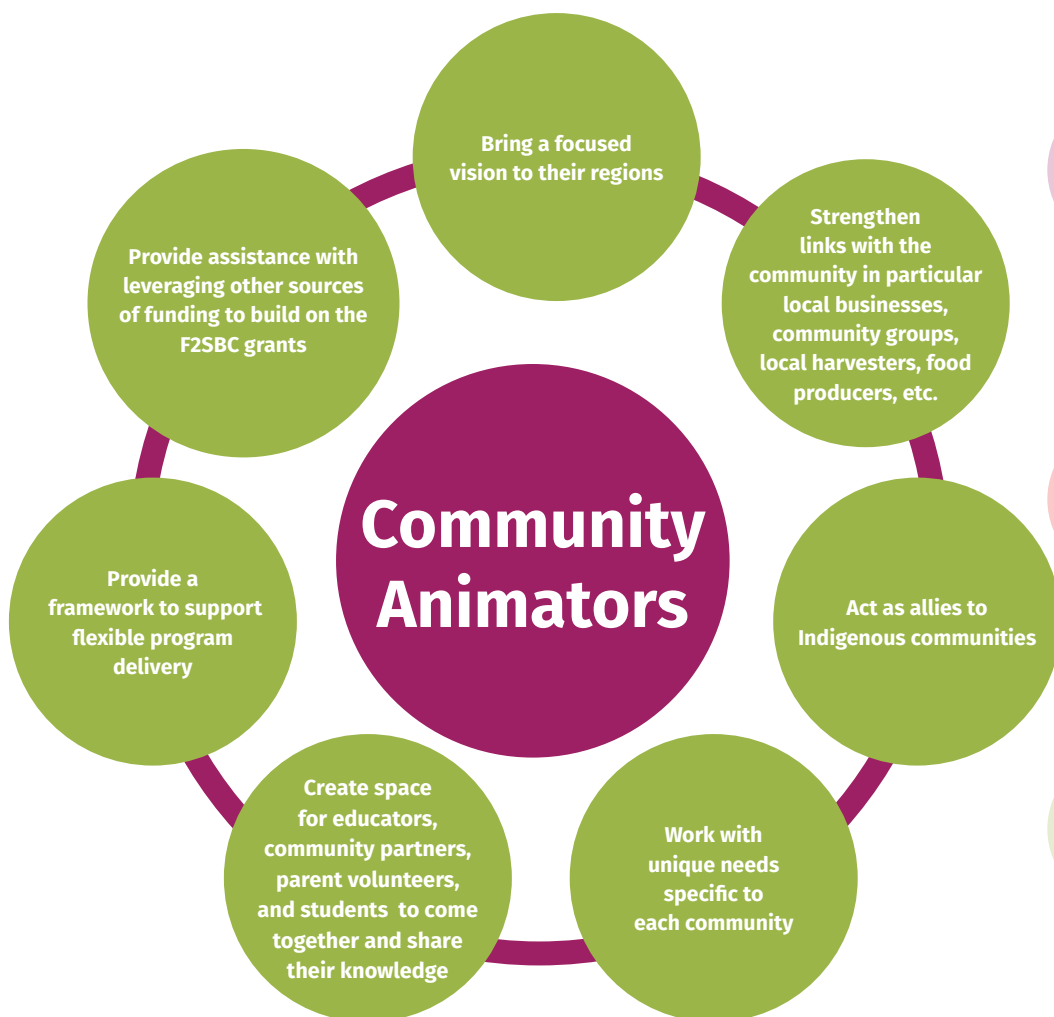 Bring a focused
vision to their regions
Strengthen
links with the
community in particular
local businesses,
community groups,
local harvesters, food
producers, etc.
Act as allies to
Indigenous communities
Work with
unique needs
specific to
each community
Create space
for educators,
community partners,
parent volunteers,
and students to come
together and share
their knowledge
Provide a
framework to support
flexible program
delivery
Provide assistance with
leveraging other sources
of funding to build on the
F2SBC grants
Community
Animators